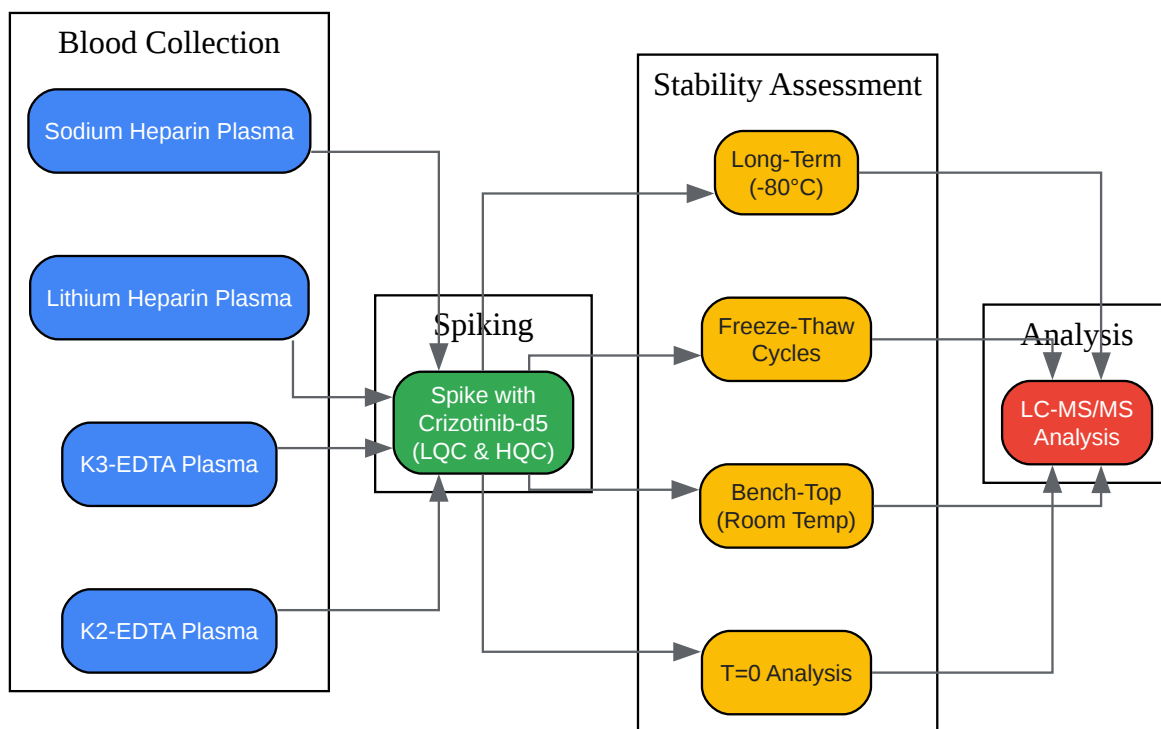 Blood Collection
Sodium Heparin Plasma
Lithium Heparin Plasma
K3-EDTA Plasma
K2-EDTA Plasma
Spiking
Spike with
Crizotinib-d5
(LQC & HQC)
Stability Assessment
Long-Term
(-80°C)
Freeze-Thaw
Cycles
Bench-Top
(Room Temp)
T=0 Analysis
Analysis
LC-MS/MS
Analysis